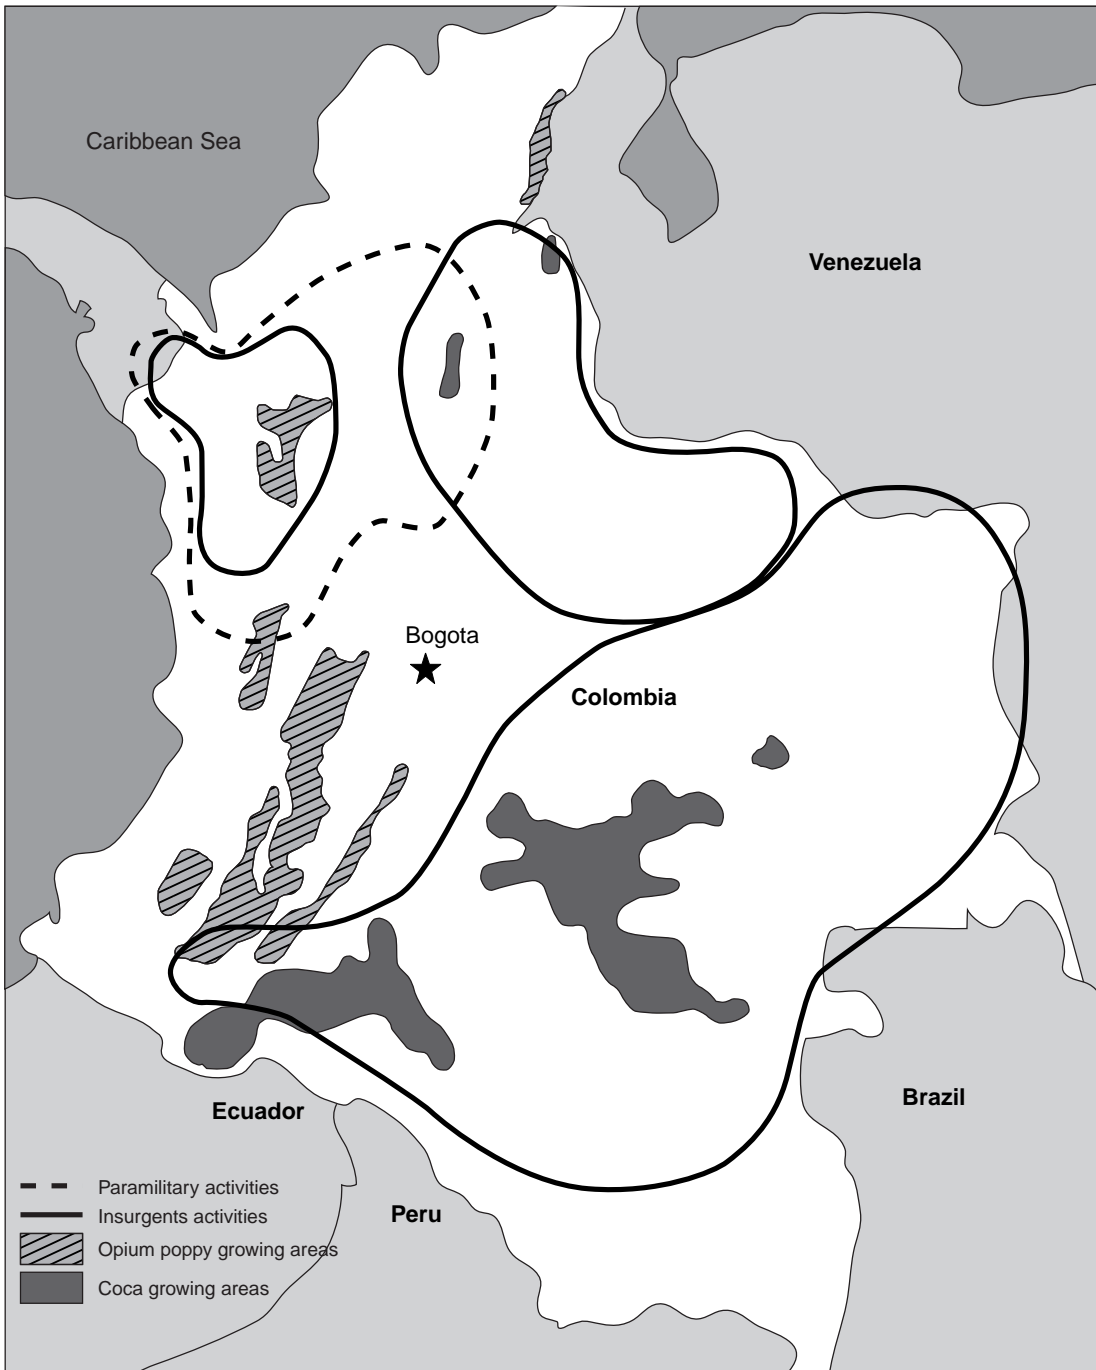 Caribbean Sea
Venezuela
Bogota
Colombia
Brazil
Ecuador
Peru
Paramilitary activities
Insurgents activities
Opium poppy growing areas
Coca growing areas